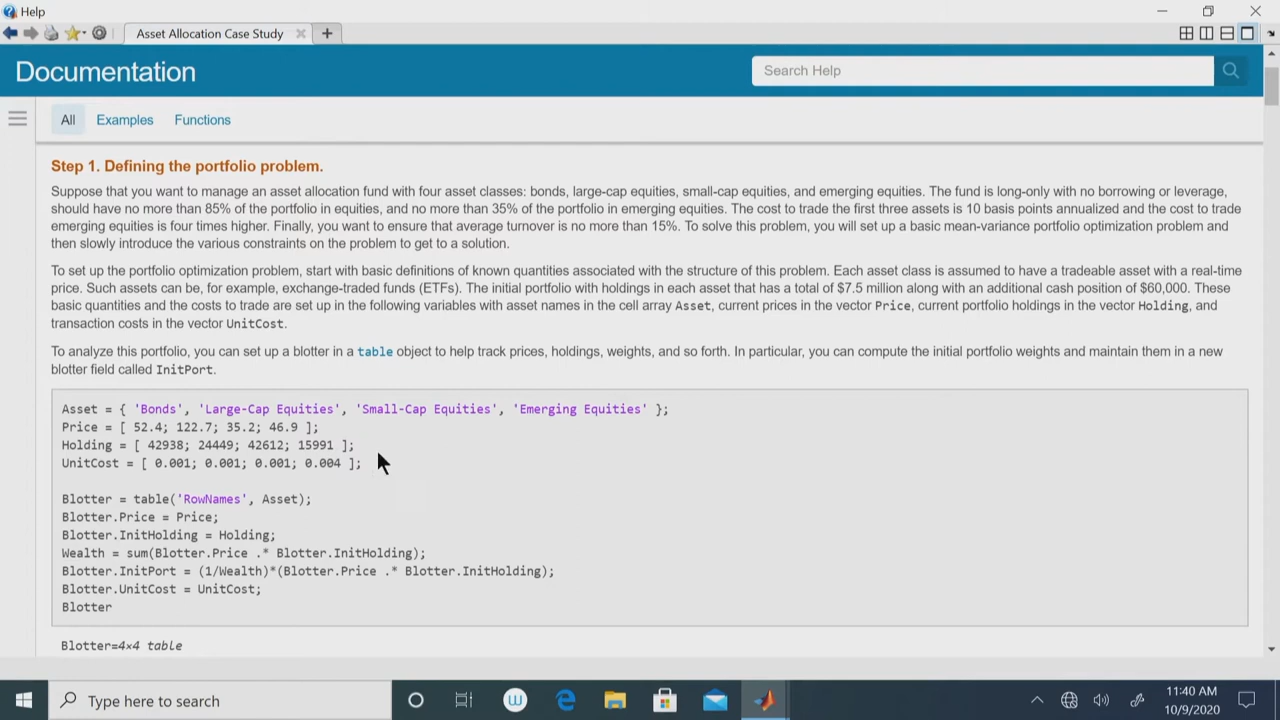 Help
Asset Allocation Case Study
Documentation
Search Help
All Examples Functions
Step 1. Defining the portfolio problem.
Suppose that you want to manage an asset allocation fund with four asset classes: bonds, large-cap equities, small-cap equities, and emerging equities. The fund is long-only with no borrowing or leverage,
should have no more than 85% of the portfolio in equities, and no more than 35% of the portfolio in emerging equities. The cost to trade the first three assets is 10 basis points annualized and the cost to trade
emerging equities is four times higher. Finally, you want to ensure that average turnover is no more than 15%. To solve this problem, you will set up a basic mean-variance portfolio optimization problem and
then slowly introduce the various constraints on the problem to get to a solution.
To set up the portfolio optimization problem, start with basic definitions of known quantities associated with the structure of this problem. Each asset class is assumed to have a tradeable asset with a real-time
price. Such assets can be, for example, exchange-traded funds (ETFs). The initial portfolio with holdings in each asset that has a total of $7.5 million along with an additional cash position of $60,000. These
basic quantities and the costs to trade are set up in the following variables with asset names in the cell array Asset, current prices in the vector Price, current portfolio holdings in the vector Holding, and
transaction costs in the vector UnitCost.
To analyze this portfolio, you can set up a blotter in a table object to help track prices, holdings, weights, and so forth. In particular, you can compute the initial portfolio weights and maintain them in a new
blotter field called InitPort.
Asset = { 'Bonds', 'Large-Cap Equities', 'Small-Cap Equities', 'Emerging Equities' };
Price = [ 52.4; 122.7; 35.2; 46.9 ];
Holding = [ 42938; 24449; 42612; 15991 ];
UnitCost = [ 0.001; 0.001; 0.001; 0.004 ];
Blotter = table('RowNames', Asset);
Blotter.Price = Price;
Blotter.InitHolding = Holding;
Wealth = sum(Blotter.Price .* Blotter.InitHolding);
Blotter.InitPort = (1/Wealth)*(Blotter.Price .* Blotter.InitHolding);
Blotter.UnitCost = UnitCost;
Blotter
Blotter=4×4 table
Type here to search
11:40 AM
10/9/2020